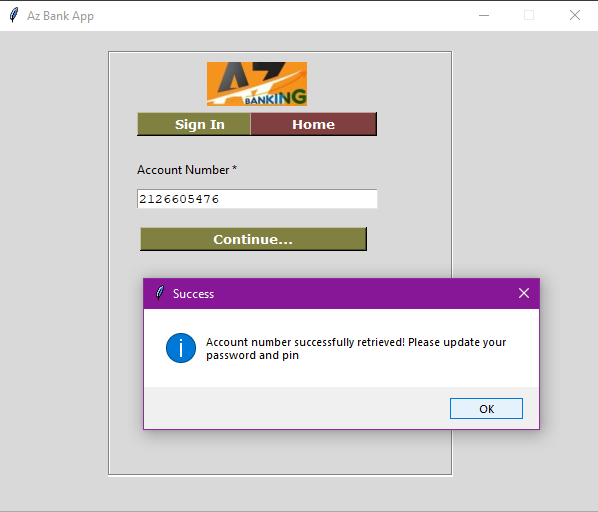 Az Bank App
AZ
BANKING
Sign In Home
Account Number *
2126605476
Continue...
Success
Account number successfully retrieved! Please update your
password and pin
OK